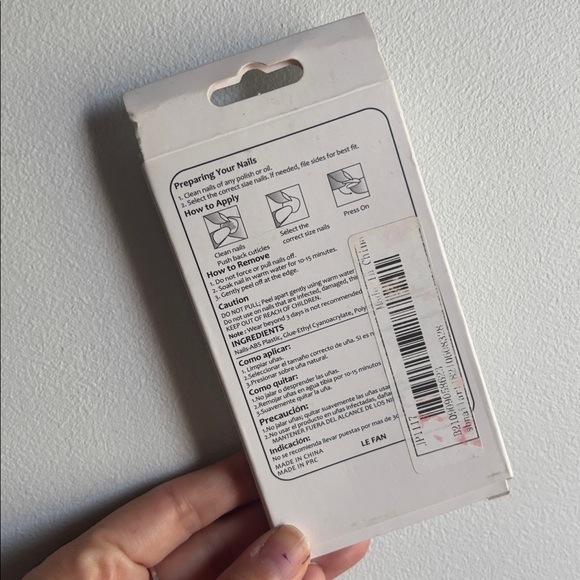 Preparing Your Nails
1. Clean nails of any polish or oil.
2. Select the correct siae nails. If needed, file sides for best fit.
How to Apply
Clean nails
Push back cuticles
Select the
correct size nails
Press On
How to Remove
1. Do not force or pull nails off.
2. Soak nail in warm water for 10-15 minutes.
3. Gently peel off at the edge.
Caution
DO NOT PULL; Peel apart gently using warm water
Do not use on nails that are infected, damaged, thi
KEEP OUT OF REACH OF CHILDREN.
Note : Wear beyond 3 days is not recommended
INGREDIENTS
Nails-ABS Plastic, Glue-Ethyl Cyanoacrylate, Poly
Como aplicar:
1. Limpiar uñas.
2.Seleccionar el tamaño correcto de uña. Si es n
3.Presionar sobre uña natural.
Como quitar:
1.No jalar o desprender las uñas.
2.Remojar uñas en agua tibia por 10-15 minutos
3.Suavemente quitar la uña.
Precaución:
1.No jalar uñas; quitar suavemente las uñas usan
2.No usar el producto en uñas infectadas, dañad
MANTENER FUERA DEL ALCANCE DE LOS NI
Indicación:
No se recomienda llevar puestas por mas de 3
MADE IN CHINA
MADE IN PRC
LE FAN
Made In China
JP1117